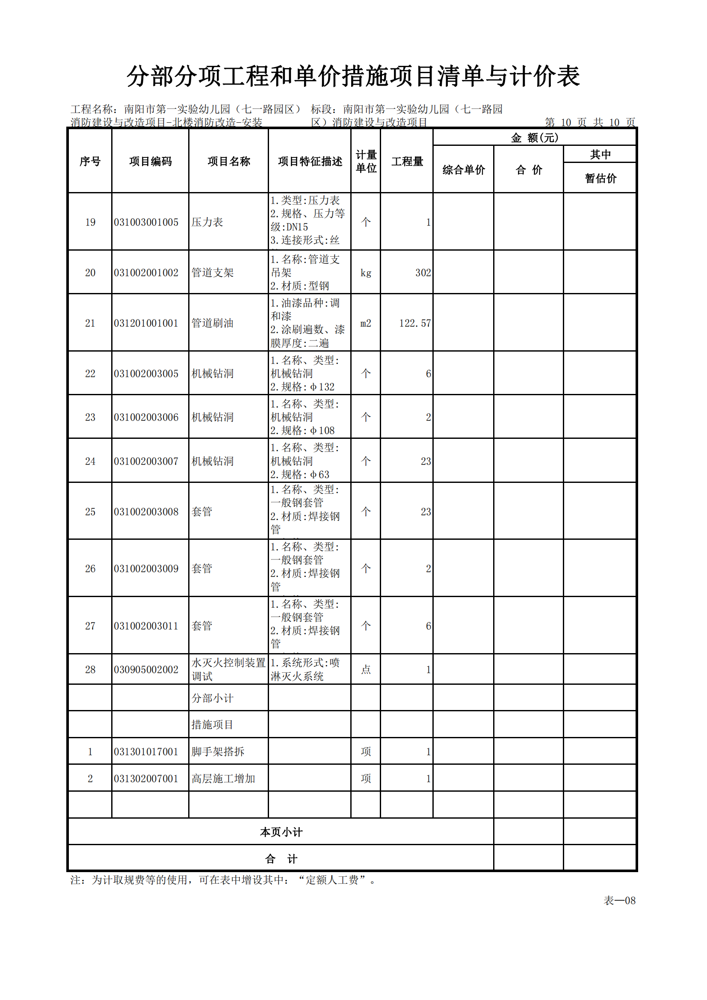 分部分项工程和单价措施项目清单与计价表
工程名称：南阳市第一实验幼儿园（七一路园区）
消防建设与改造项目-北楼消防改造-安装
标段：南阳市第一实验幼儿园（七一路园
区）消防建设与改造项目
第 10 页 共 10 页
序号 项目编码 项目名称 项目特征描述 计量单位 工程量 金 额(元)
综合单价 合 价 其中
暂估价
19 031003001005 压力表 1.类型:压力表
2.规格、压力等
级:DN15
3.连接形式:丝
个 1
20 031002001002 管道支架 1.名称:管道支
吊架
2.材质:型钢
kg 302
21 031201001001 管道刷油 1.油漆品种:调
和漆
2.涂刷遍数、漆
膜厚度:二遍
m2 122.57
22 031002003005 机械钻洞 1.名称、类型:
机械钻洞
2.规格:φ132
个 6
23 031002003006 机械钻洞 1.名称、类型:
机械钻洞
2.规格:φ108
个 2
24 031002003007 机械钻洞 1.名称、类型:
机械钻洞
2.规格:φ63
个 23
25 031002003008 套管 1.名称、类型:
一般钢套管
2.材质:焊接钢
管
个 23
26 031002003009 套管 1.名称、类型:
一般钢套管
2.材质:焊接钢
管
个 2
27 031002003011 套管 1.名称、类型:
一般钢套管
2.材质:焊接钢
管
个 6
28 030905002002 水灭火控制装置
调试
1.系统形式:喷
淋灭火系统
点 1
分部小计
措施项目
1 031301017001 脚手架搭拆 项 1
2 031302007001 高层施工增加 项 1
本页小计
合 计
注：为计取规费等的使用，可在表中增设其中：“定额人工费”。
表—08